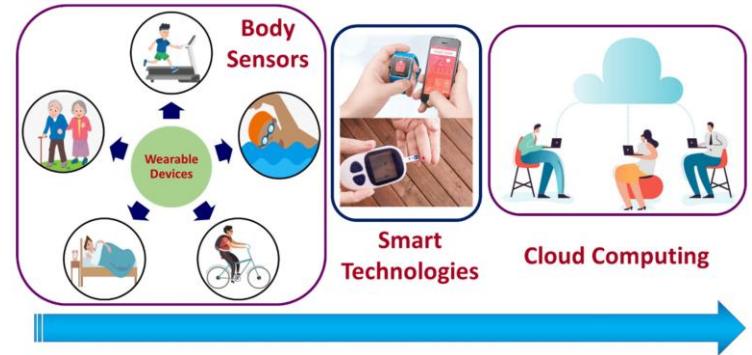 Body
Sensors
Wearable
Devices
Smart
Technologies
Cloud Computing